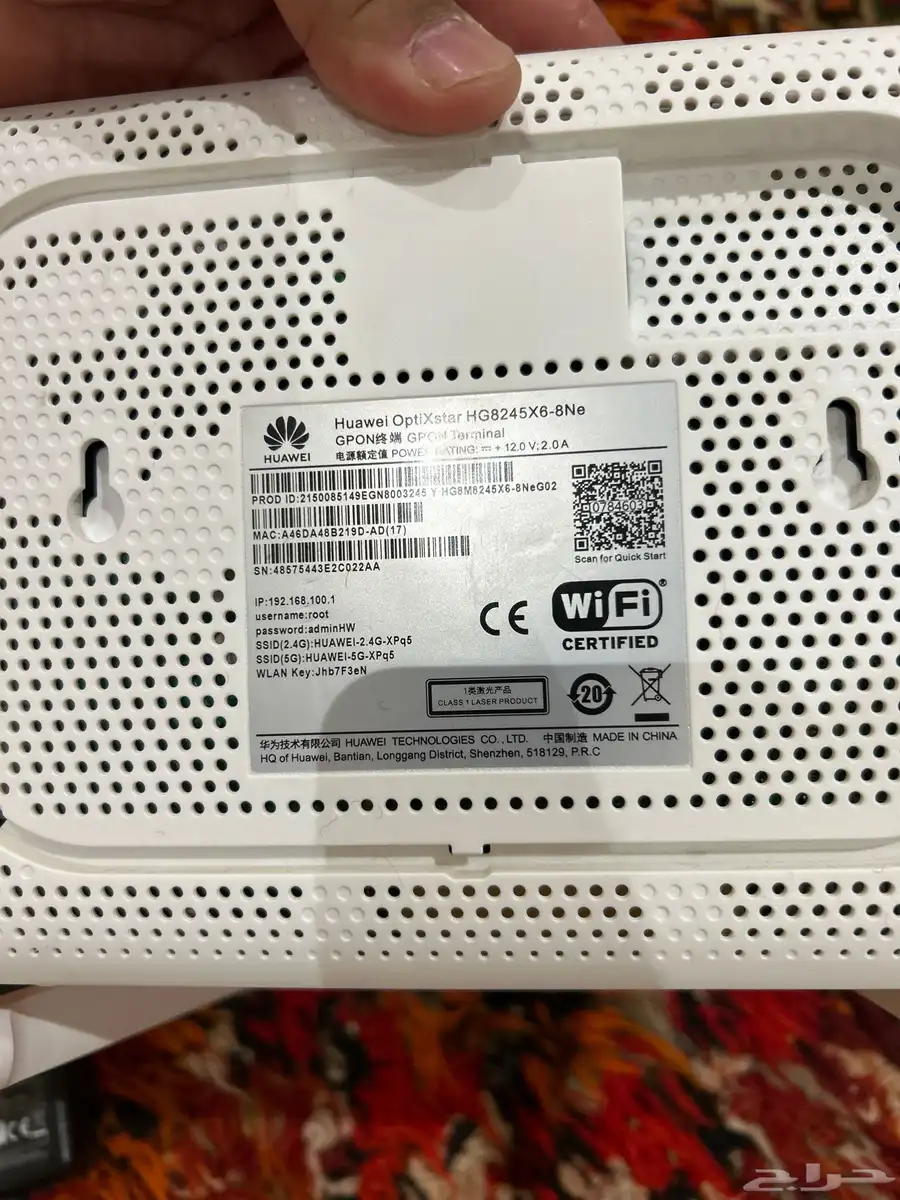 Huawei OptiXstar HG8245X6-8Ne
GPON终端 GPON Terminal
HUAWEI
电源额定值 POWER RATING: ⎓ + 12.0 V; 2.0 A
PROD ID:2150085149EGN8003245 Y HG8M8245X6-8NeG02
MAC:A46DA48B219D-AD(17)
SN:48575443E2C022AA
0784603
Scan for Quick Start
IP:192.168.100.1
username:root
password:adminHW
SSID(2.4G):HUAWEI-2.4G-XPq5
SSID(5G):HUAWEI-5G-XPq5
WLAN Key:Jhb7F3eN
CE
WiFi®
CERTIFIED
1类激光产品
CLASS 1 LASER PRODUCT
20
华为技术有限公司 HUAWEI TECHNOLOGIES CO.,LTD. 中国制造 MADE IN CHINA
HQ of Huawei, Bantian, Longgang District, Shenzhen, 518129, P.R.C
حراج